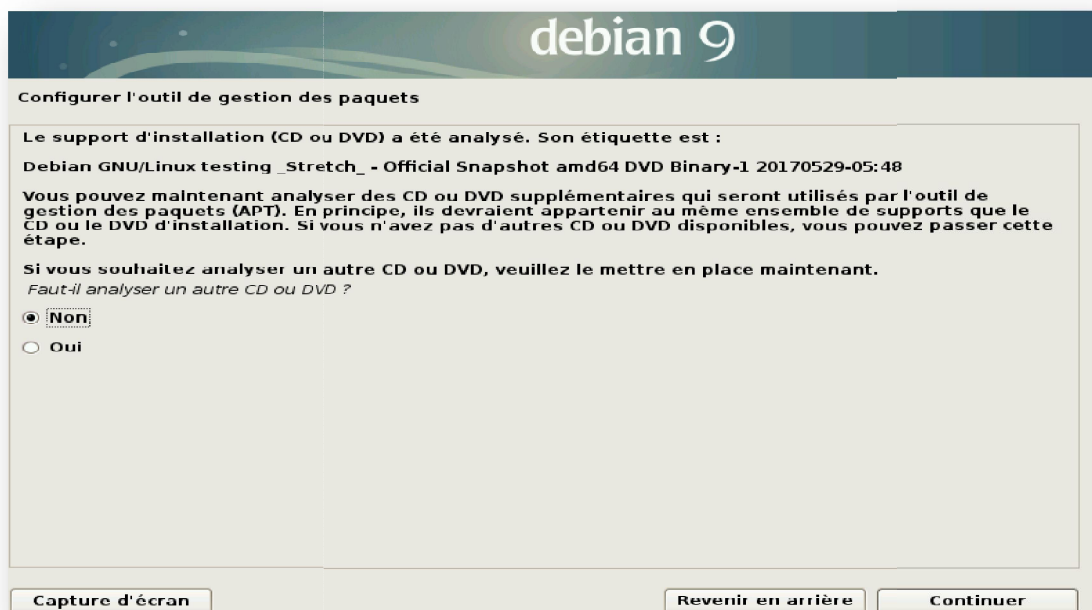 debian 9
Configurer l'outil de gestion des paquets
Le support d'installation (CD ou DVD) a été analysé. Son étiquette est :
Debian GNU/Linux testing _Stretch_ - Official Snapshot amd64 DVD Binary-1 20170529-05:48
Vous pouvez maintenant analyser des CD ou DVD supplémentaires qui seront utilisés par l'outil de
gestion des paquets (APT). En principe, ils devraient appartenir au même ensemble de supports que le
CD ou le DVD d'installation. Si vous n'avez pas d'autres CD ou DVD disponibles, vous pouvez passer cette
étape.
Si vous souhaitez analyser un autre CD ou DVD, veuillez le mettre en place maintenant.
Faut-il analyser un autre CD ou DVD ?
Non
Oui
Capture d'écran
Revenir en arrière
Continuer